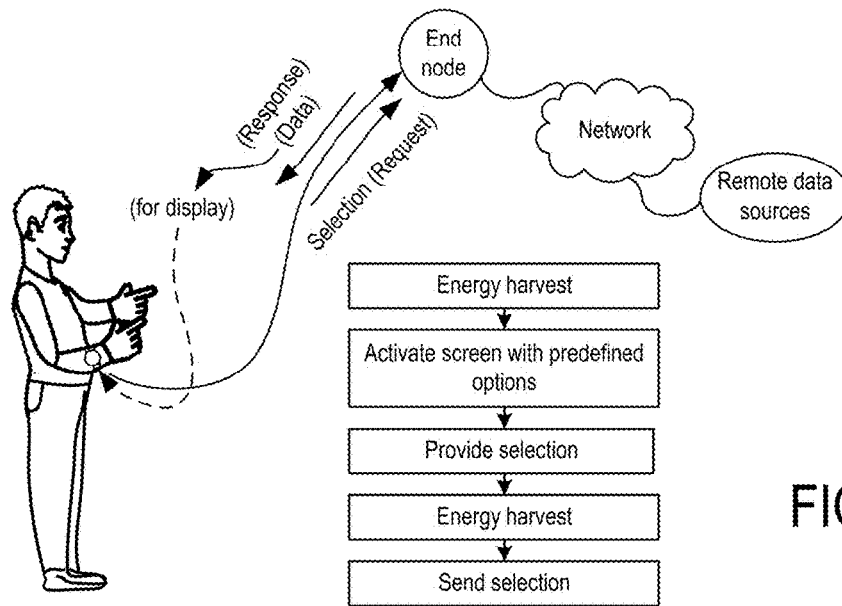 End
node
(Response)
(Data)
Selection (Request)
Network
Remote data
sources
(for display)
Energy harvest
Activate screen with predefined
options
Provide selection
Energy harvest
Send selection
FIG